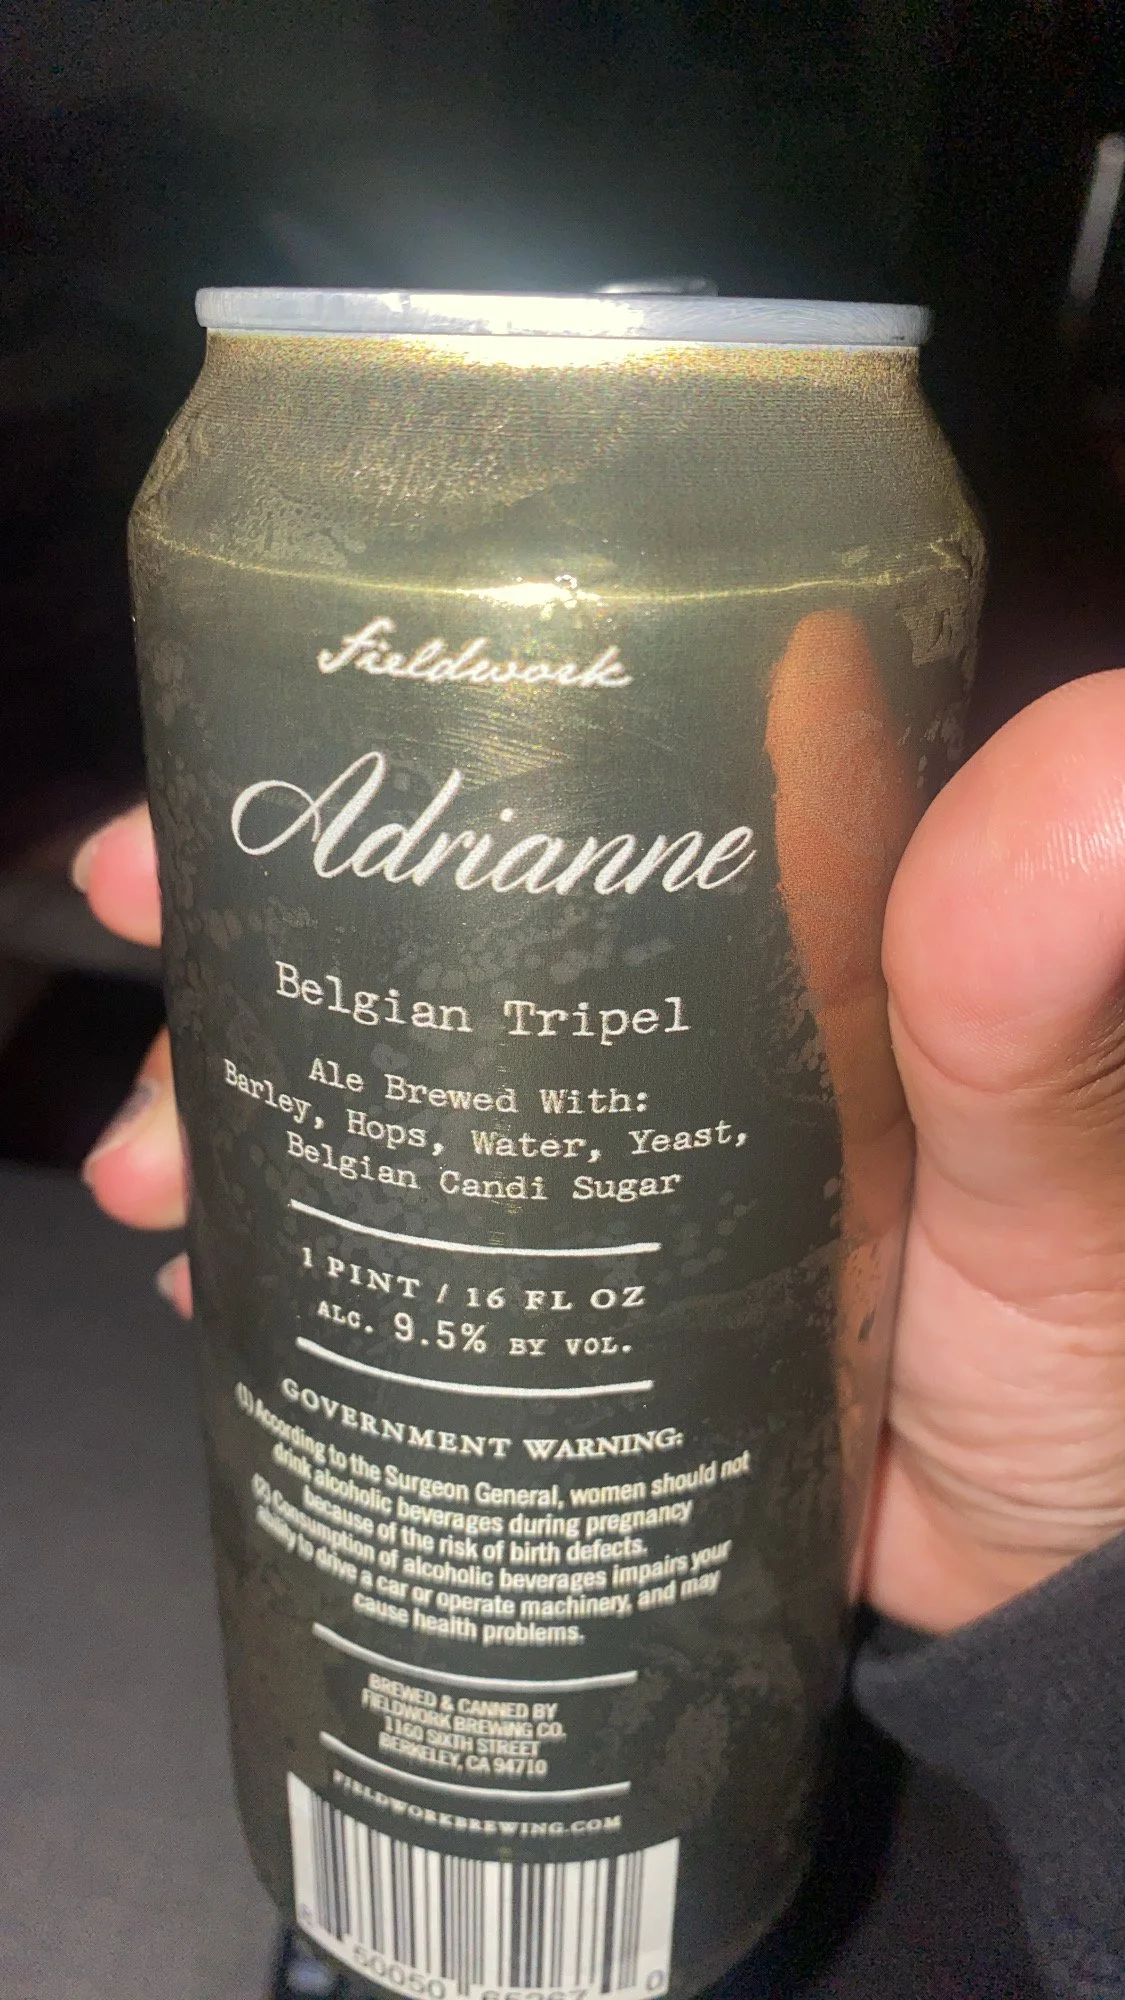 fieldwork
Adrianne
Belgian Tripel
Ale Brewed With:
Barley, Hops, Water, Yeast,
Belgian Candi Sugar
1 PINT / 16 FL OZ
ALC. 9.5% BY VOL.
GOVERNMENT WARNING:
(1) According to the Surgeon General, women should not
drink alcoholic beverages during pregnancy
because of the risk of birth defects.
(2) Consumption of alcoholic beverages impairs your
ability to drive a car or operate machinery, and may
cause health problems.
BREWED & CANNED BY
FIELDWORK BREWING CO.
1160 SIXTH STREET
BERKELEY, CA 94710
FIELDWORKBREWING.COM
50050 0